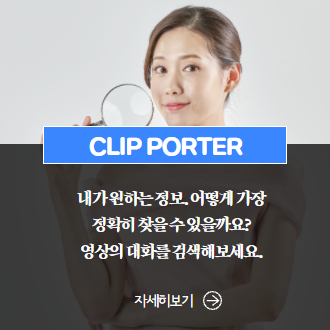 CLIP PORTER
내가 원하는 정보. 어떻게 가장
정확히 찾을 수 있을까요?
영상의 대화를 검색해보세요.
자세히보기